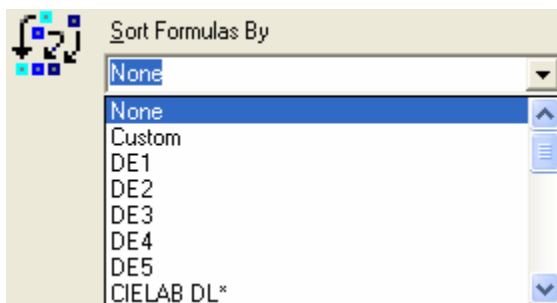 Sort Formulas By
None
None
Custom
DE1
DE2
DE3
DE4
DE5
CIELAB DL*